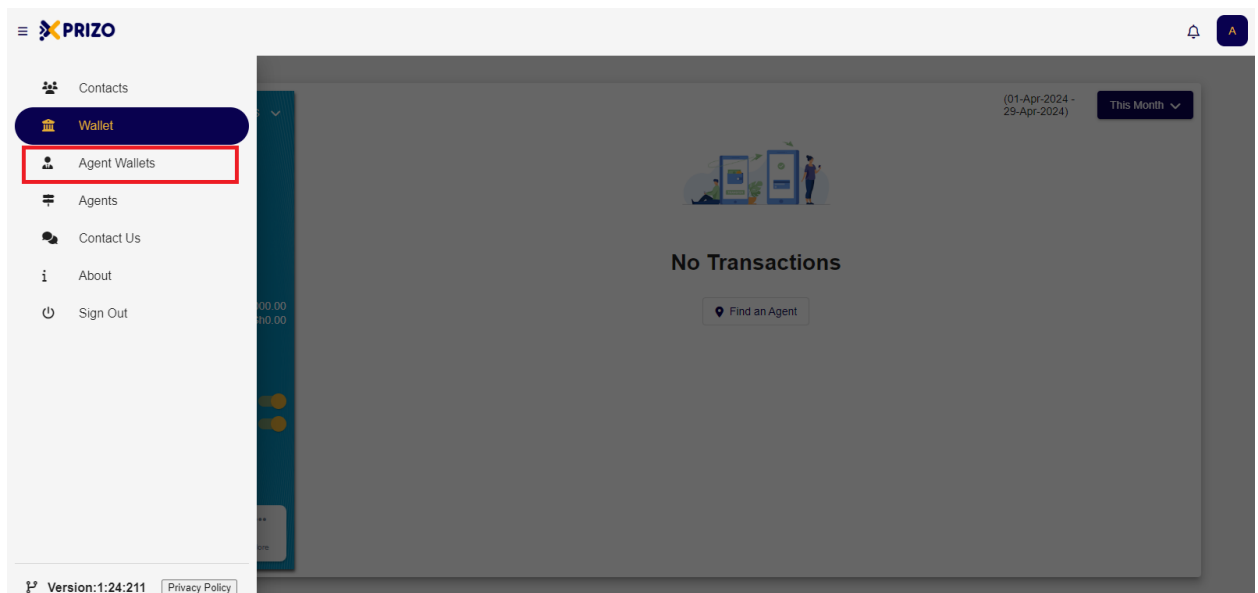 PRIZO
A
Contacts
Wallet
Agent Wallets
Agents
Contact Us
About
Sign Out
Version:1:24:211 Privacy Policy
(01-Apr-2024 -
29-Apr-2024)
This Month
No Transactions
Find an Agent